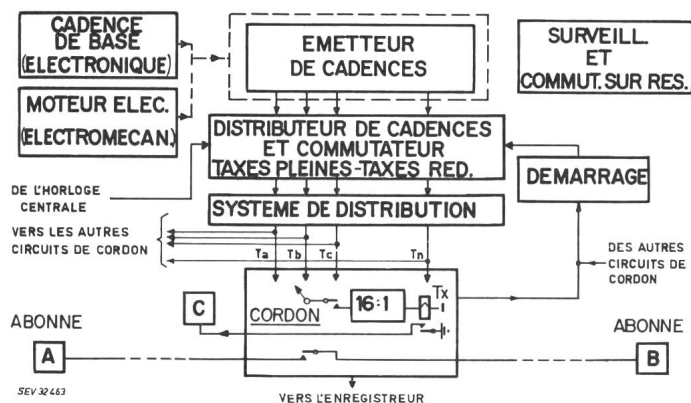 CADENCE
DE BASE
(ELECTRONIQUE)
MOTEUR ELEC.
(ELECTROMECAN.)
EMETTEUR
DE CADENCES
SURVEILL.
ET
COMMUT. SUR RES.
DISTRIBUTEUR DE CADENCES
ET COMMUTATEUR
TAXES PLEINES-TAXES RED.
DE L'HORLOGE
CENTRALE
DEMARRAGE
SYSTEME DE DISTRIBUTION
VERS LES AUTRES
CIRCUITS DE CORDON
Ta Tb Tc Tn
DES AUTRES
CIRCUITS DE
CORDON
16:1
Tx
CORDON
C
ABONNE
A
ABONNE
B
SEV 32463
VERS L'ENREGISTREUR